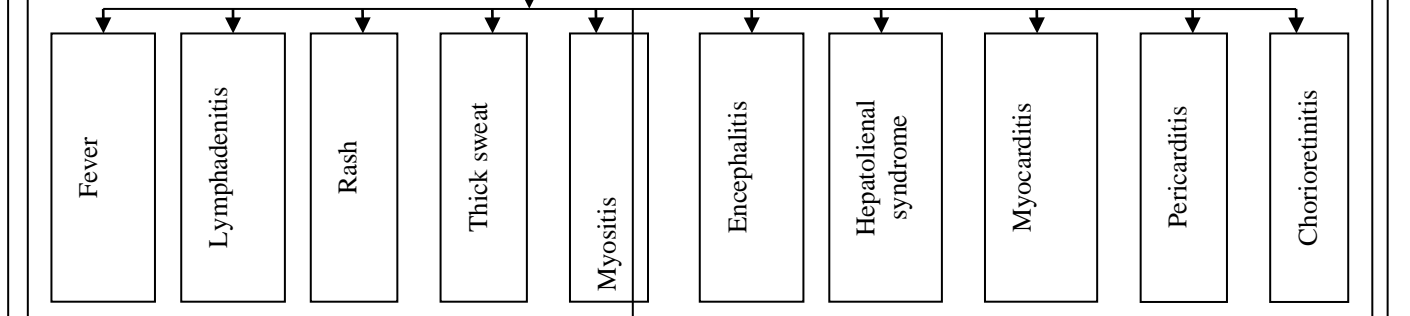 Fever
Lymphadenitis
Rash
Thick sweat
Myositis
Encephalitis
Hepatolienal
syndrome
Myocarditis
Pericarditis
Chorioretinitis